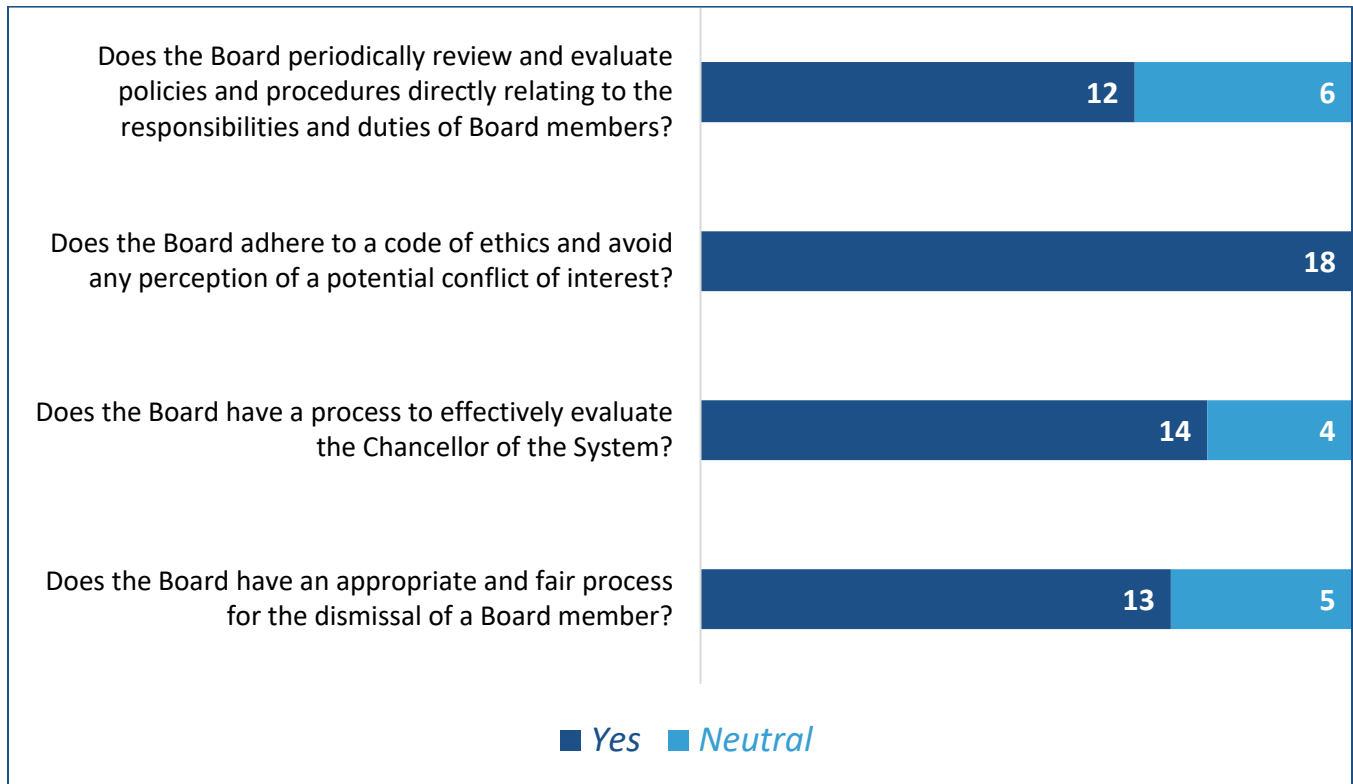 Does the Board periodically review and evaluate
policies and procedures directly relating to the
responsibilities and duties of Board members?
12 6
Does the Board adhere to a code of ethics and avoid
any perception of a potential conflict of interest?
18
Does the Board have a process to effectively evaluate
the Chancellor of the System?
14 4
Does the Board have an appropriate and fair process
for the dismissal of a Board member?
13 5
Yes Neutral